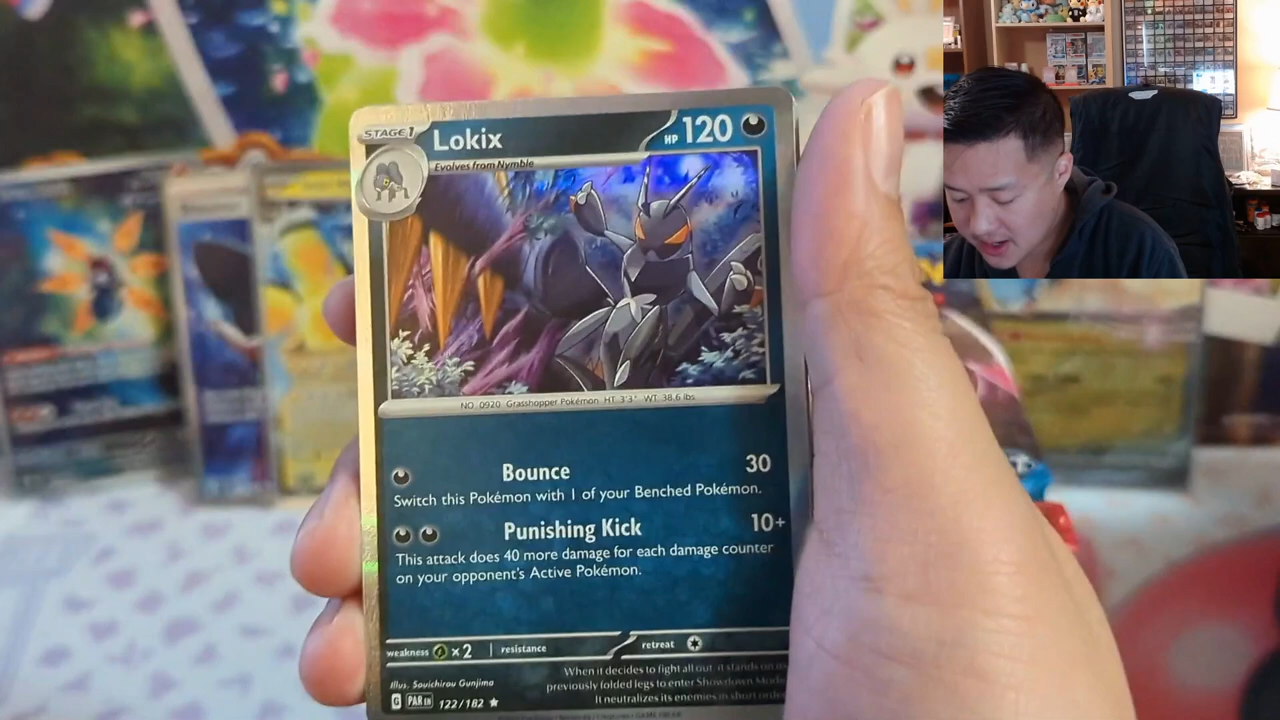 STAGE 1
Lokix
HP 120
Evolves from Nymble
NO. 0920 Grasshopper Pokémon HT 3'3" WT 38.6 lbs
Bounce 30
Switch this Pokémon with 1 of your Benched Pokémon.
Punishing Kick 10+
This attack does 40 more damage for each damage counter
on your opponent's Active Pokémon.
weakness ×2 resistance retreat
When it decides to fight all out, it stands on its
previously folded legs to enter Showdown Mode.
It neutralizes its enemies in short order.
Illus. Souichirou Gunjima
G PAR EN 122/182